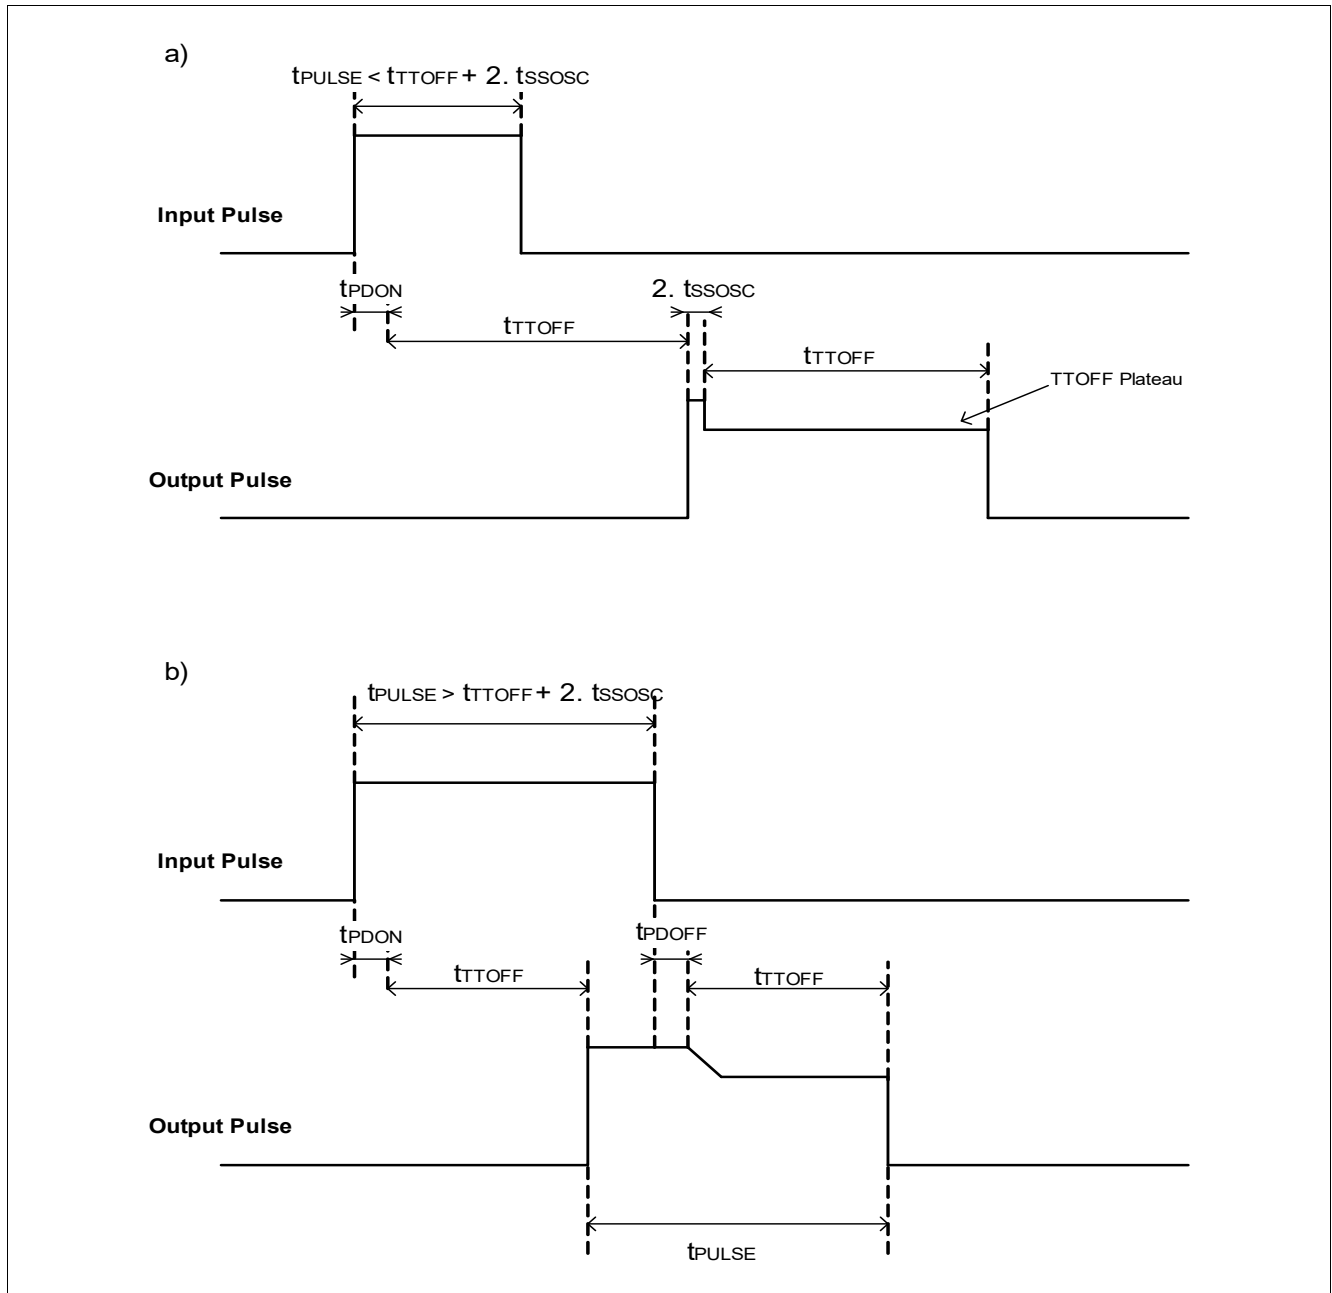 a)
tPULSE < tTTOFF + 2. tSSOSC
Input Pulse
tPDON
2. tSSOSC
tTTOFF
tTTOFF
TTOFF Plateau
Output Pulse
b)
tPULSE > tTTOFF + 2. tSSOSC
Input Pulse
tPDON
tPDOFF
tTTOFF
tTTOFF
Output Pulse
tPULSE